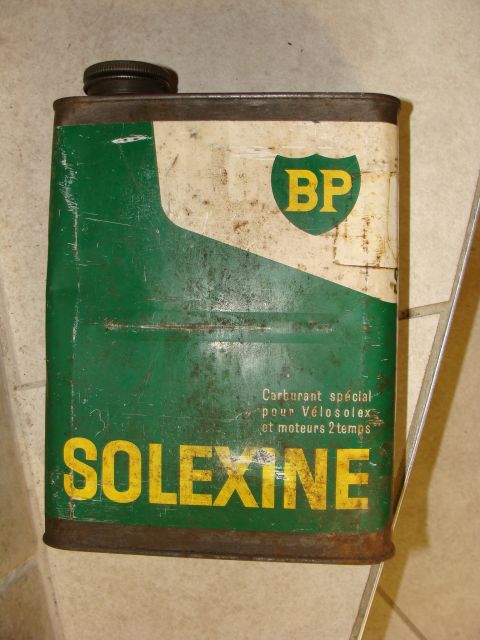 BP
Carburant spécial
pour Vélosolex
et moteurs 2 temps
SOLEXINE